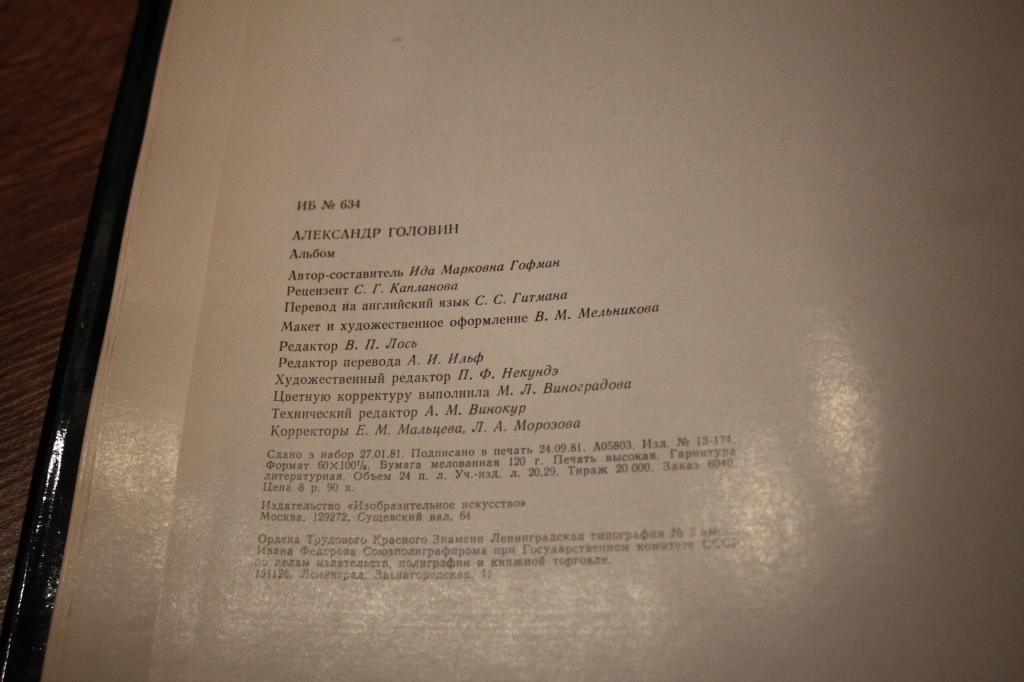 ИБ № 634
АЛЕКСАНДР ГОЛОВИН
Альбом
Автор-составитель Ида Марковна Гофман
Рецензент С. Г. Капланова
Перевод на английский язык С. С. Гитмана
Макет и художественное оформление В. М. Мельникова
Редактор В. П. Лось
Редактор перевода А. И. Ильф
Художественный редактор П. Ф. Некундэ
Цветную корректуру выполнила М. Л. Виноградова
Технический редактор А. М. Винокур
Корректоры Е. М. Мальцева, Л. А. Морозова
Сдано в набор 27.01.81. Подписано в печать 24.09.81. А05803. Изд. № 13-174.
Формат 60×100⅛. Бумага мелованная 120 г. Печать высокая. Гарнитура
литературная. Объем 24 п. л. Уч.-изд. л. 20,29. Тираж 20 000. Заказ 6040.
Цена 8 р. 90 к.
Издательство «Изобразительное искусство»
Москва, 129272, Сущевский вал, 64
Ордена Трудового Красного Знамени Ленинградская типография № 3 имени
Ивана Федорова Союзполиграфпрома при Государственном комитете СССР
по делам издательств, полиграфии и книжной торговли.
191126, Ленинград, Звенигородская, 11